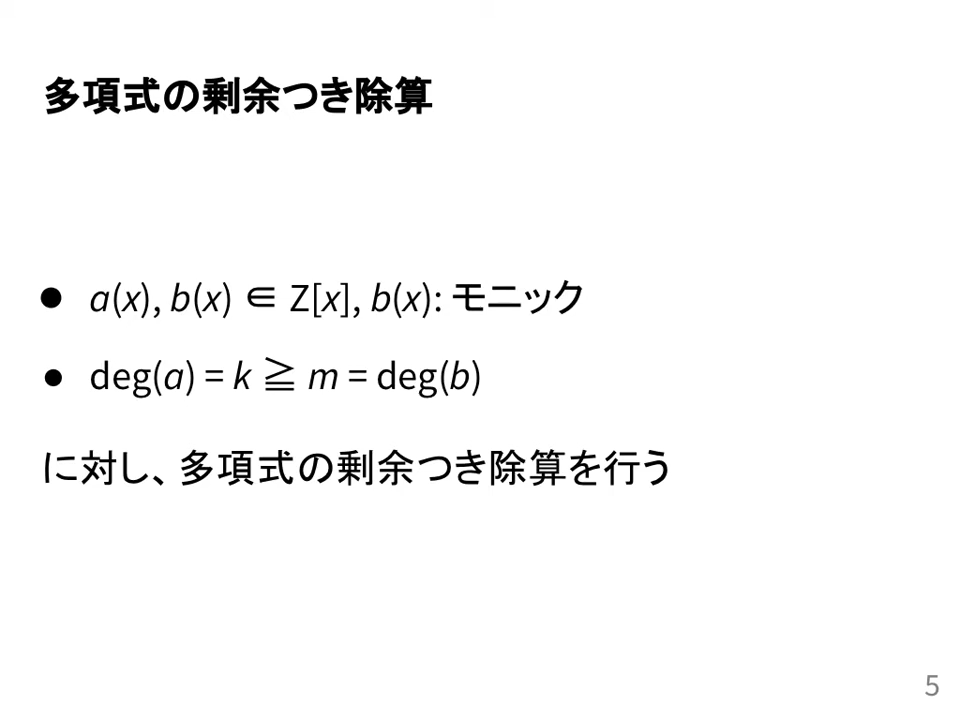 多項式の剰余つき除算
● a(x), b(x) ∈ Z[x], b(x): モニック
● deg(a) = k ≧ m = deg(b)
に対し、多項式の剰余つき除算を行う
5